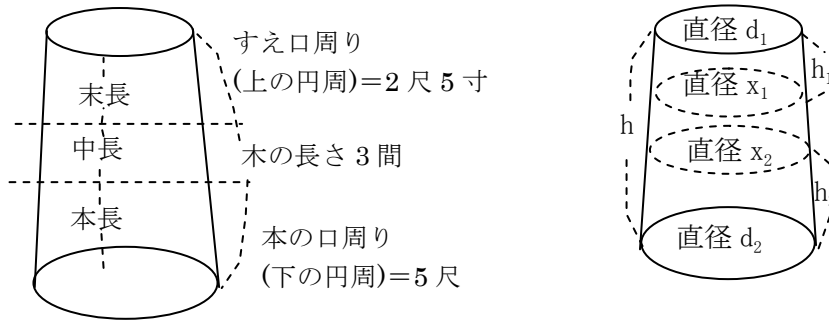 すえ口周り
(上の円周)=2 尺 5 寸
末長
中長
木の長さ 3 間
本長
本の口周り
(下の円周)=5 尺
直径 d₁
直径 x₁
h₁
h
直径 x₂
h
直径 d₂